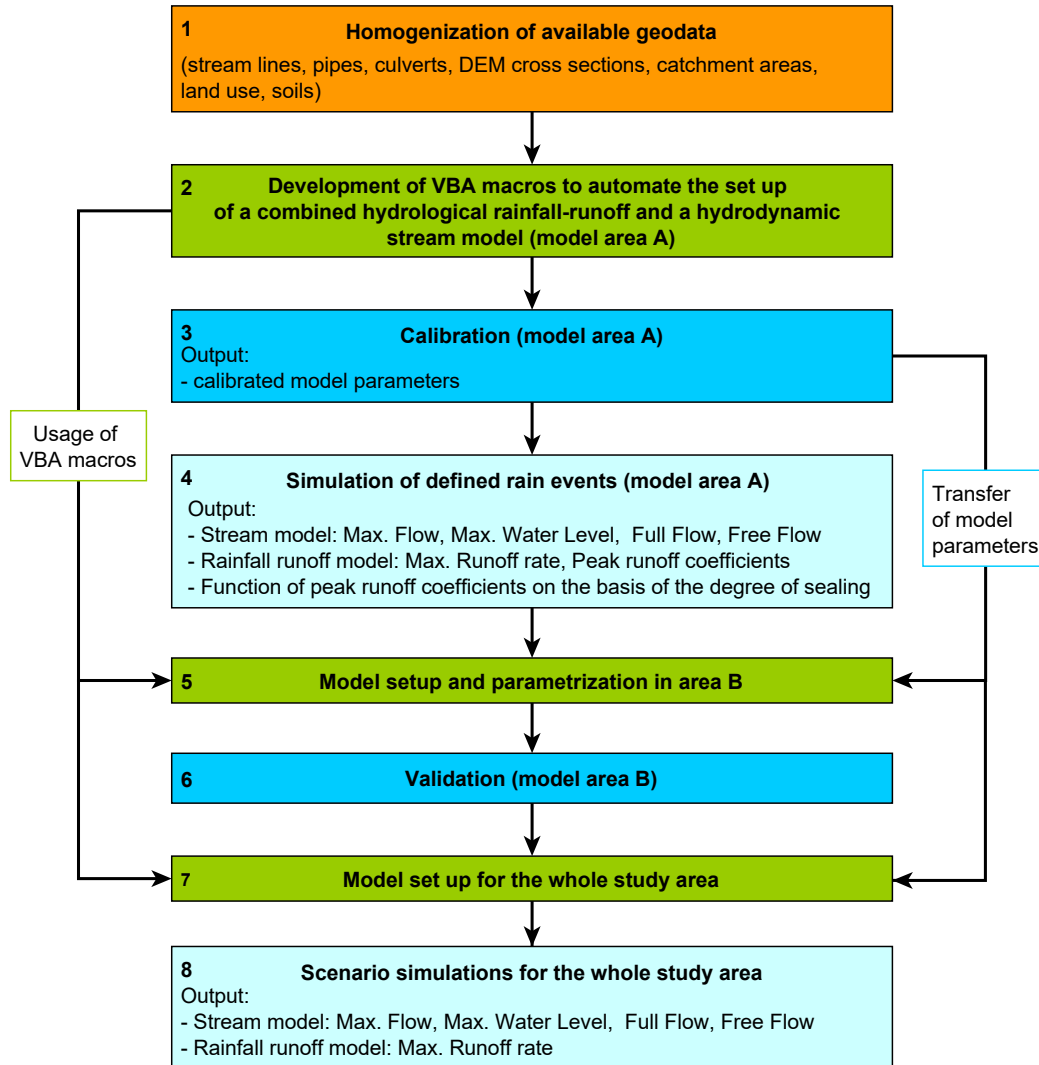 1 Homogenization of available geodata
(stream lines, pipes, culverts, DEM cross sections, catchment areas,
land use, soils)
2 Development of VBA macros to automate the set up
of a combined hydrological rainfall-runoff and a hydrodynamic
stream model (model area A)
3 Calibration (model area A)
Output:
- calibrated model parameters
Usage of
VBA macros
4 Simulation of defined rain events (model area A)
Output:
- Stream model: Max. Flow, Max. Water Level, Full Flow, Free Flow
- Rainfall runoff model: Max. Runoff rate, Peak runoff coefficients
- Function of peak runoff coefficients on the basis of the degree of sealing
Transfer
of model
parameters
5 Model setup and parametrization in area B
6 Validation (model area B)
7 Model set up for the whole study area
8 Scenario simulations for the whole study area
Output:
- Stream model: Max. Flow, Max. Water Level, Full Flow, Free Flow
- Rainfall runoff model: Max. Runoff rate